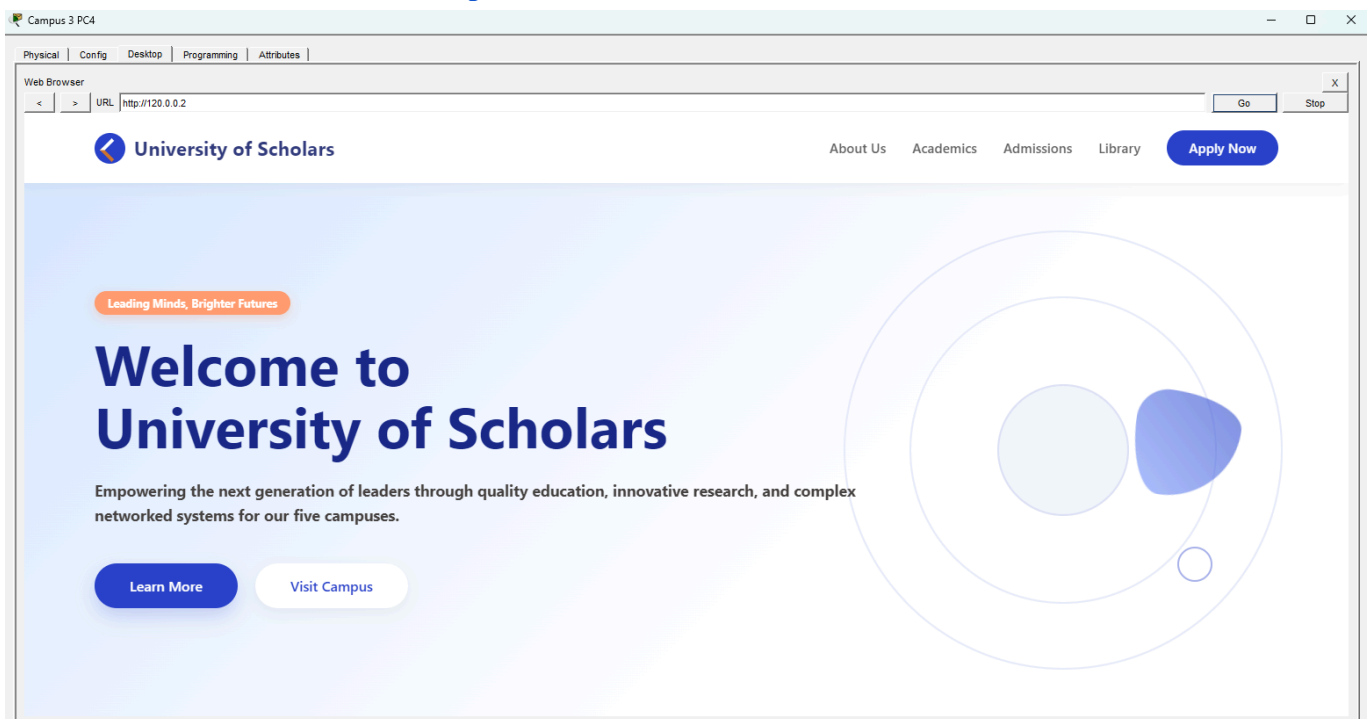 Campus 3 PC4
Physical Config Desktop Programming Attributes
Web Browser X
< > URL http://120.0.0.2 Go Stop
University of Scholars About Us Academics Admissions Library Apply Now
Leading Minds, Brighter Futures
Welcome to
University of Scholars
Empowering the next generation of leaders through quality education, innovative research, and complex
networked systems for our five campuses.
Learn More Visit Campus